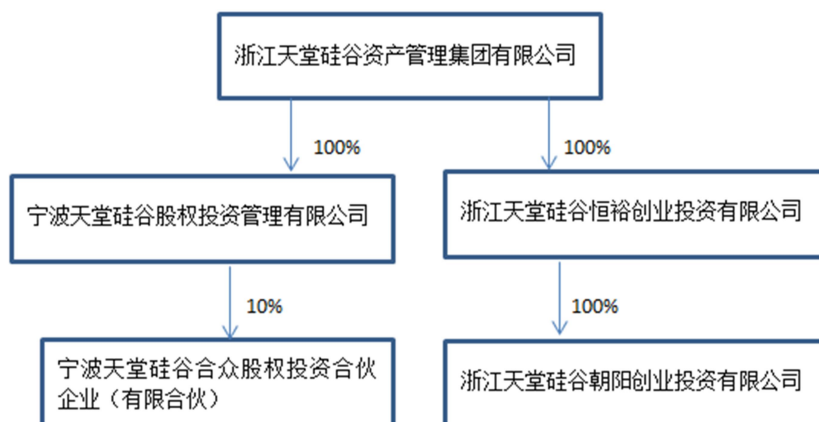 浙江天堂硅谷资产管理集团有限公司
100%
100%
宁波天堂硅谷股权投资管理有限公司
浙江天堂硅谷恒裕创业投资有限公司
10%
100%
宁波天堂硅谷合众股权投资合伙
企业（有限合伙）
浙江天堂硅谷朝阳创业投资有限公司